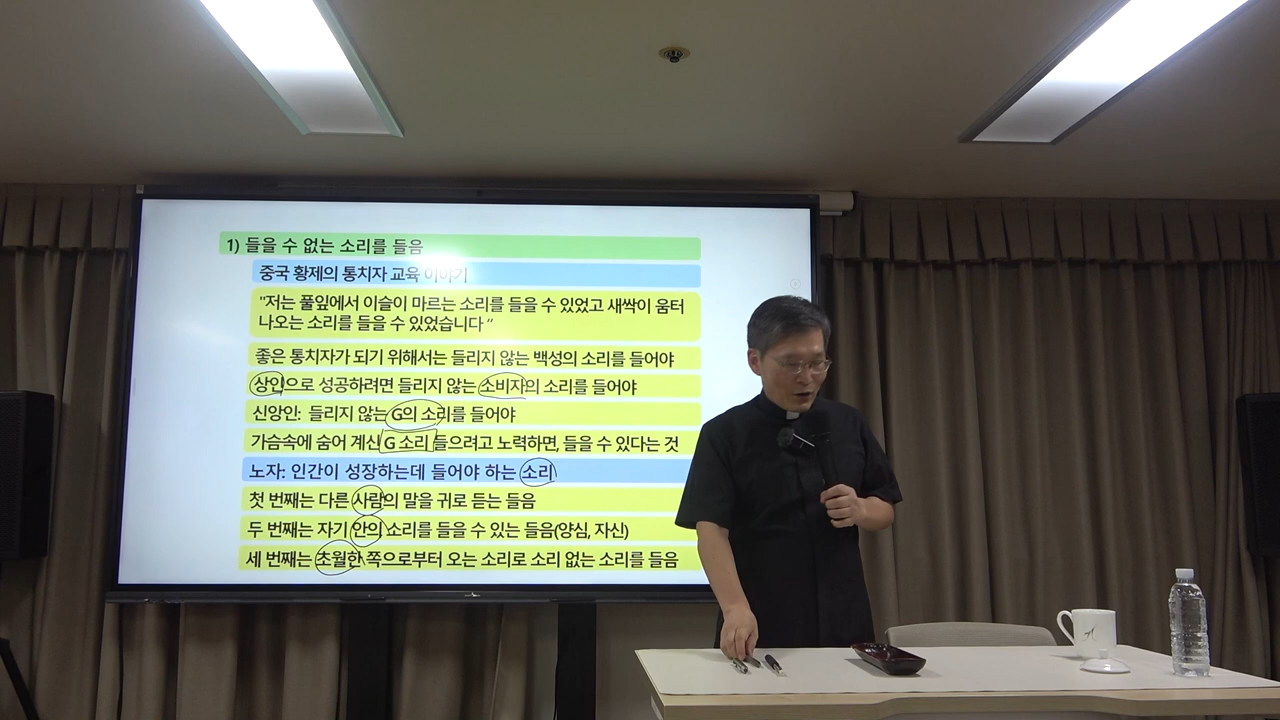 1) 들을 수 없는 소리를 들음
중국 황제의 통치자 교육 이야기
"저는 풀잎에서 이슬이 마르는 소리를 들을 수 있었고 새싹이 움터
나오는 소리를 들을 수 있었습니다 "
좋은 통치자가 되기 위해서는 들리지 않는 백성의 소리를 들어야
상인으로 성공하려면 들리지 않는 소비자의 소리를 들어야
신앙인: 들리지 않는 G의 소리를 들어야
가슴속에 숨어 계신 G 소리 들으려고 노력하면, 들을 수 있다는 것
노자: 인간이 성장하는데 들어야 하는 소리
첫 번째는 다른 사람의 말을 귀로 듣는 들음
두 번째는 자기 안의 소리를 들을 수 있는 들음(양심, 자신)
세 번째는 초월한 쪽으로부터 오는 소리로 소리 없는 소리를 들음